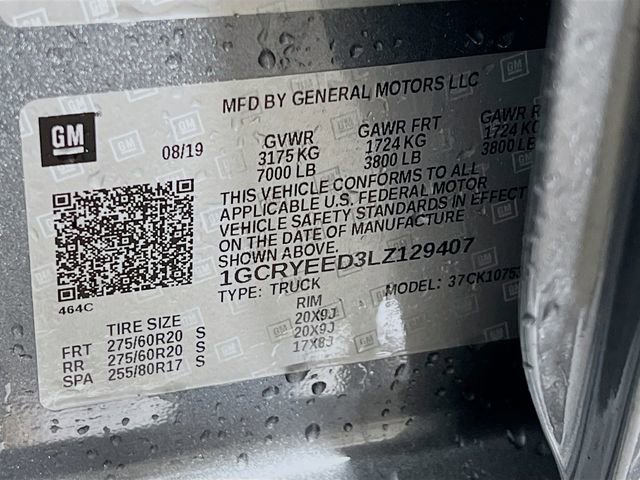 MFD BY GENERAL MOTORS LLC
GM
08/19
GVWR GAWR FRT GAWR
3175 KG 1724 KG 1724 KG
7000 LB 3800 LB 3800 LB
THIS VEHICLE CONFORMS TO ALL
APPLICABLE U.S. FEDERAL MOTOR
VEHICLE SAFETY STANDARDS IN EFFECT
ON THE DATE OF MANUFACTURE
SHOWN ABOVE.
1GCRYEED3LZ129407
TYPE: TRUCK MODEL: 37CK1075
464C
TIRE SIZE RIM
FRT 275/60R20 S 20X9J
RR 275/60R20 S 20X9J
SPA 255/80R17 S 17X8J